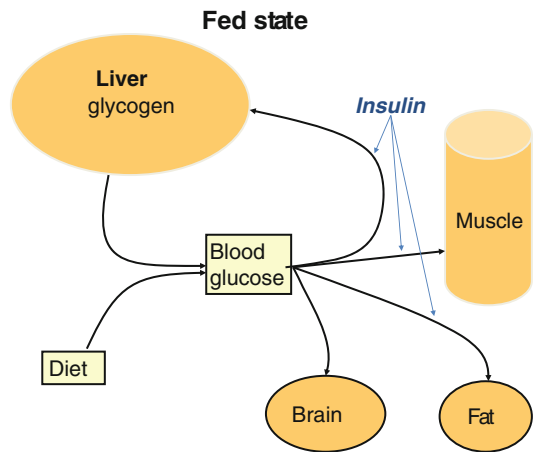 Fed state
Liver
glycogen
Insulin
Muscle
Blood
glucose
Diet
Brain
Fat